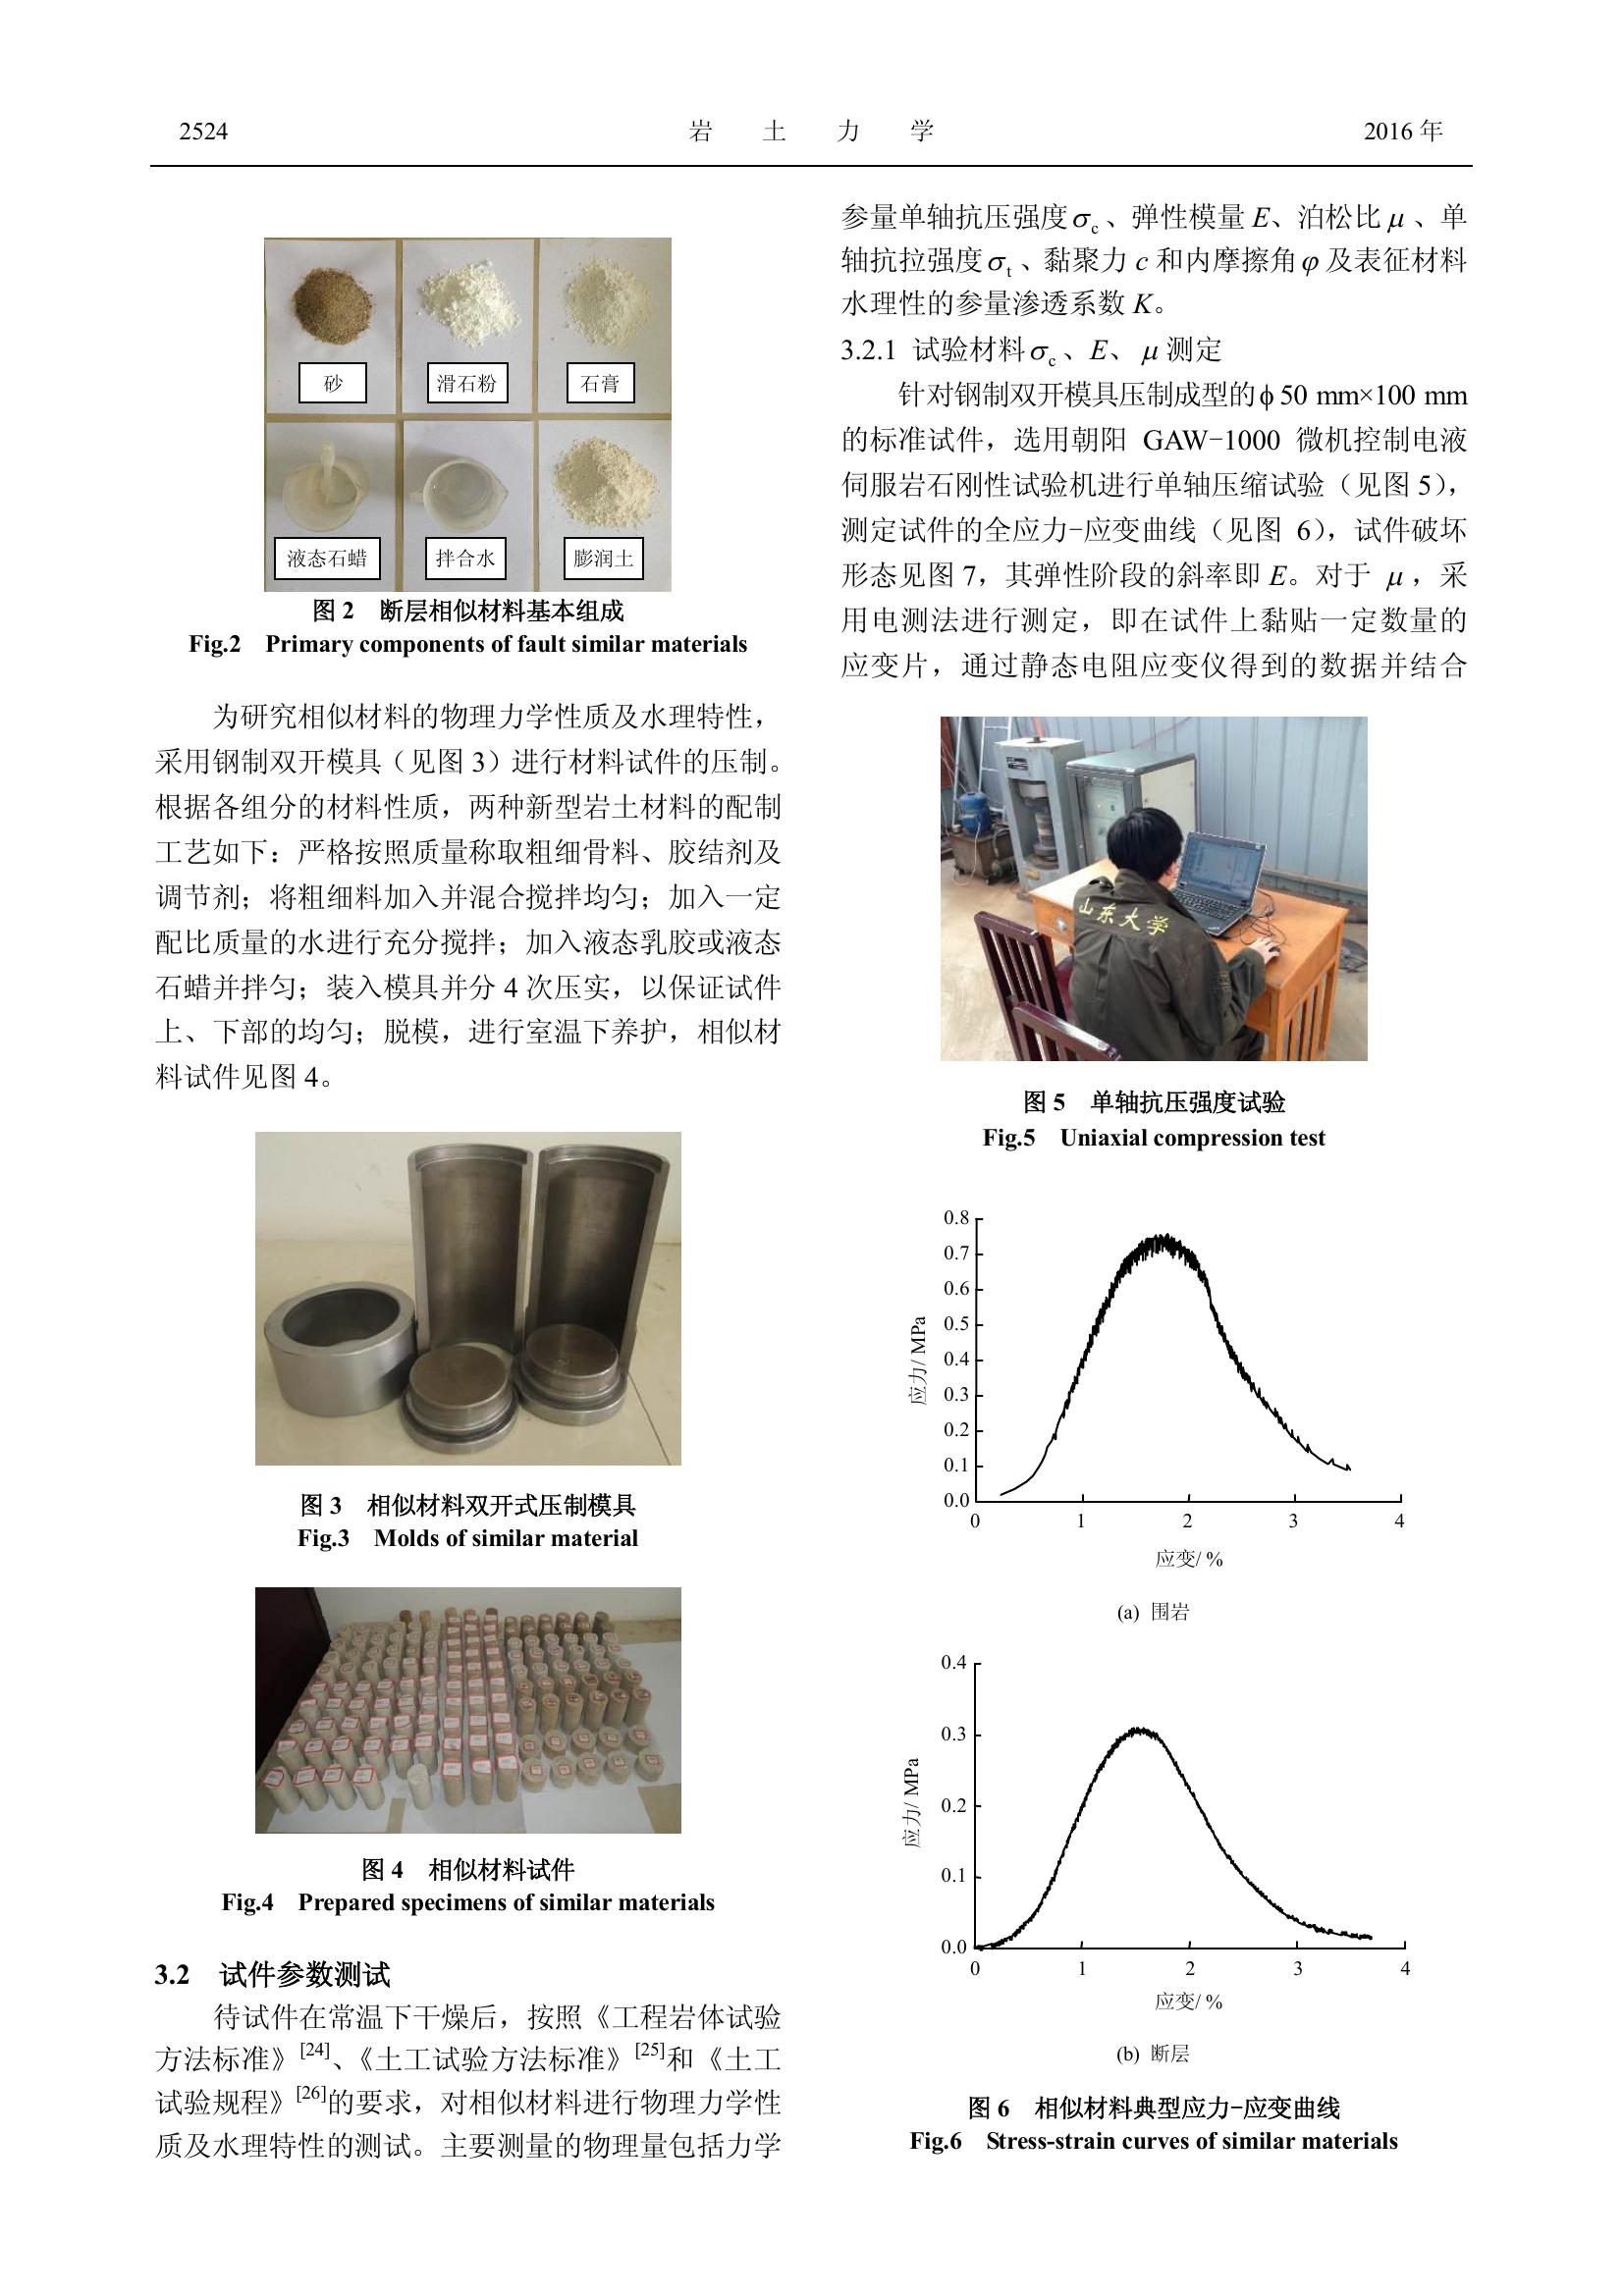 2524
岩 土 力 学
2016 年
砂
滑石粉
石膏
液态石蜡
拌合水
膨润土
图 2 断层相似材料基本组成
Fig.2 Primary components of fault similar materials
为研究相似材料的物理力学性质及水理特性，
采用钢制双开模具（见图 3）进行材料试件的压制。
根据各组分的材料性质，两种新型岩土材料的配制
工艺如下：严格按照质量称取粗细骨料、胶结剂及
调节剂；将粗细料加入并混合搅拌均匀；加入一定
配比质量的水进行充分搅拌；加入液态乳胶或液态
石蜡并拌匀；装入模具并分 4 次压实，以保证试件
上、下部的均匀；脱模，进行室温下养护，相似材
料试件见图 4。
图 3 相似材料双开式压制模具
Fig.3 Molds of similar material
图 4 相似材料试件
Fig.4 Prepared specimens of similar materials
3.2 试件参数测试
待试件在常温下干燥后，按照《工程岩体试验
方法标准》[24]、《土工试验方法标准》[25]和《土工
试验规程》[26]的要求，对相似材料进行物理力学性
质及水理特性的测试。主要测量的物理量包括力学
参量单轴抗压强度σc、弹性模量 E、泊松比 μ 、单
轴抗拉强度σt 、黏聚力 c 和内摩擦角 φ 及表征材料
水理性的参量渗透系数 K。
3.2.1 试验材料σc 、E、 μ 测定
针对钢制双开模具压制成型的ϕ 50 mm×100 mm
的标准试件，选用朝阳 GAW-1000 微机控制电液
伺服岩石刚性试验机进行单轴压缩试验（见图 5），
测定试件的全应力-应变曲线（见图 6），试件破坏
形态见图 7，其弹性阶段的斜率即 E。对于 μ ，采
用电测法进行测定，即在试件上黏贴一定数量的
应变片，通过静态电阻应变仪得到的数据并结合
山东大学
图 5 单轴抗压强度试验
Fig.5 Uniaxial compression test
0.8
0.7
0.6
0.5
0.4
0.3
0.2
0.1
0.0
应力/ MPa
0 1 2 3 4
应变/ %
(a) 围岩
0.4
0.3
0.2
0.1
0.0
应力/ MPa
0 1 2 3 4
应变/ %
(b) 断层
图 6 相似材料典型应力-应变曲线
Fig.6 Stress-strain curves of similar materials